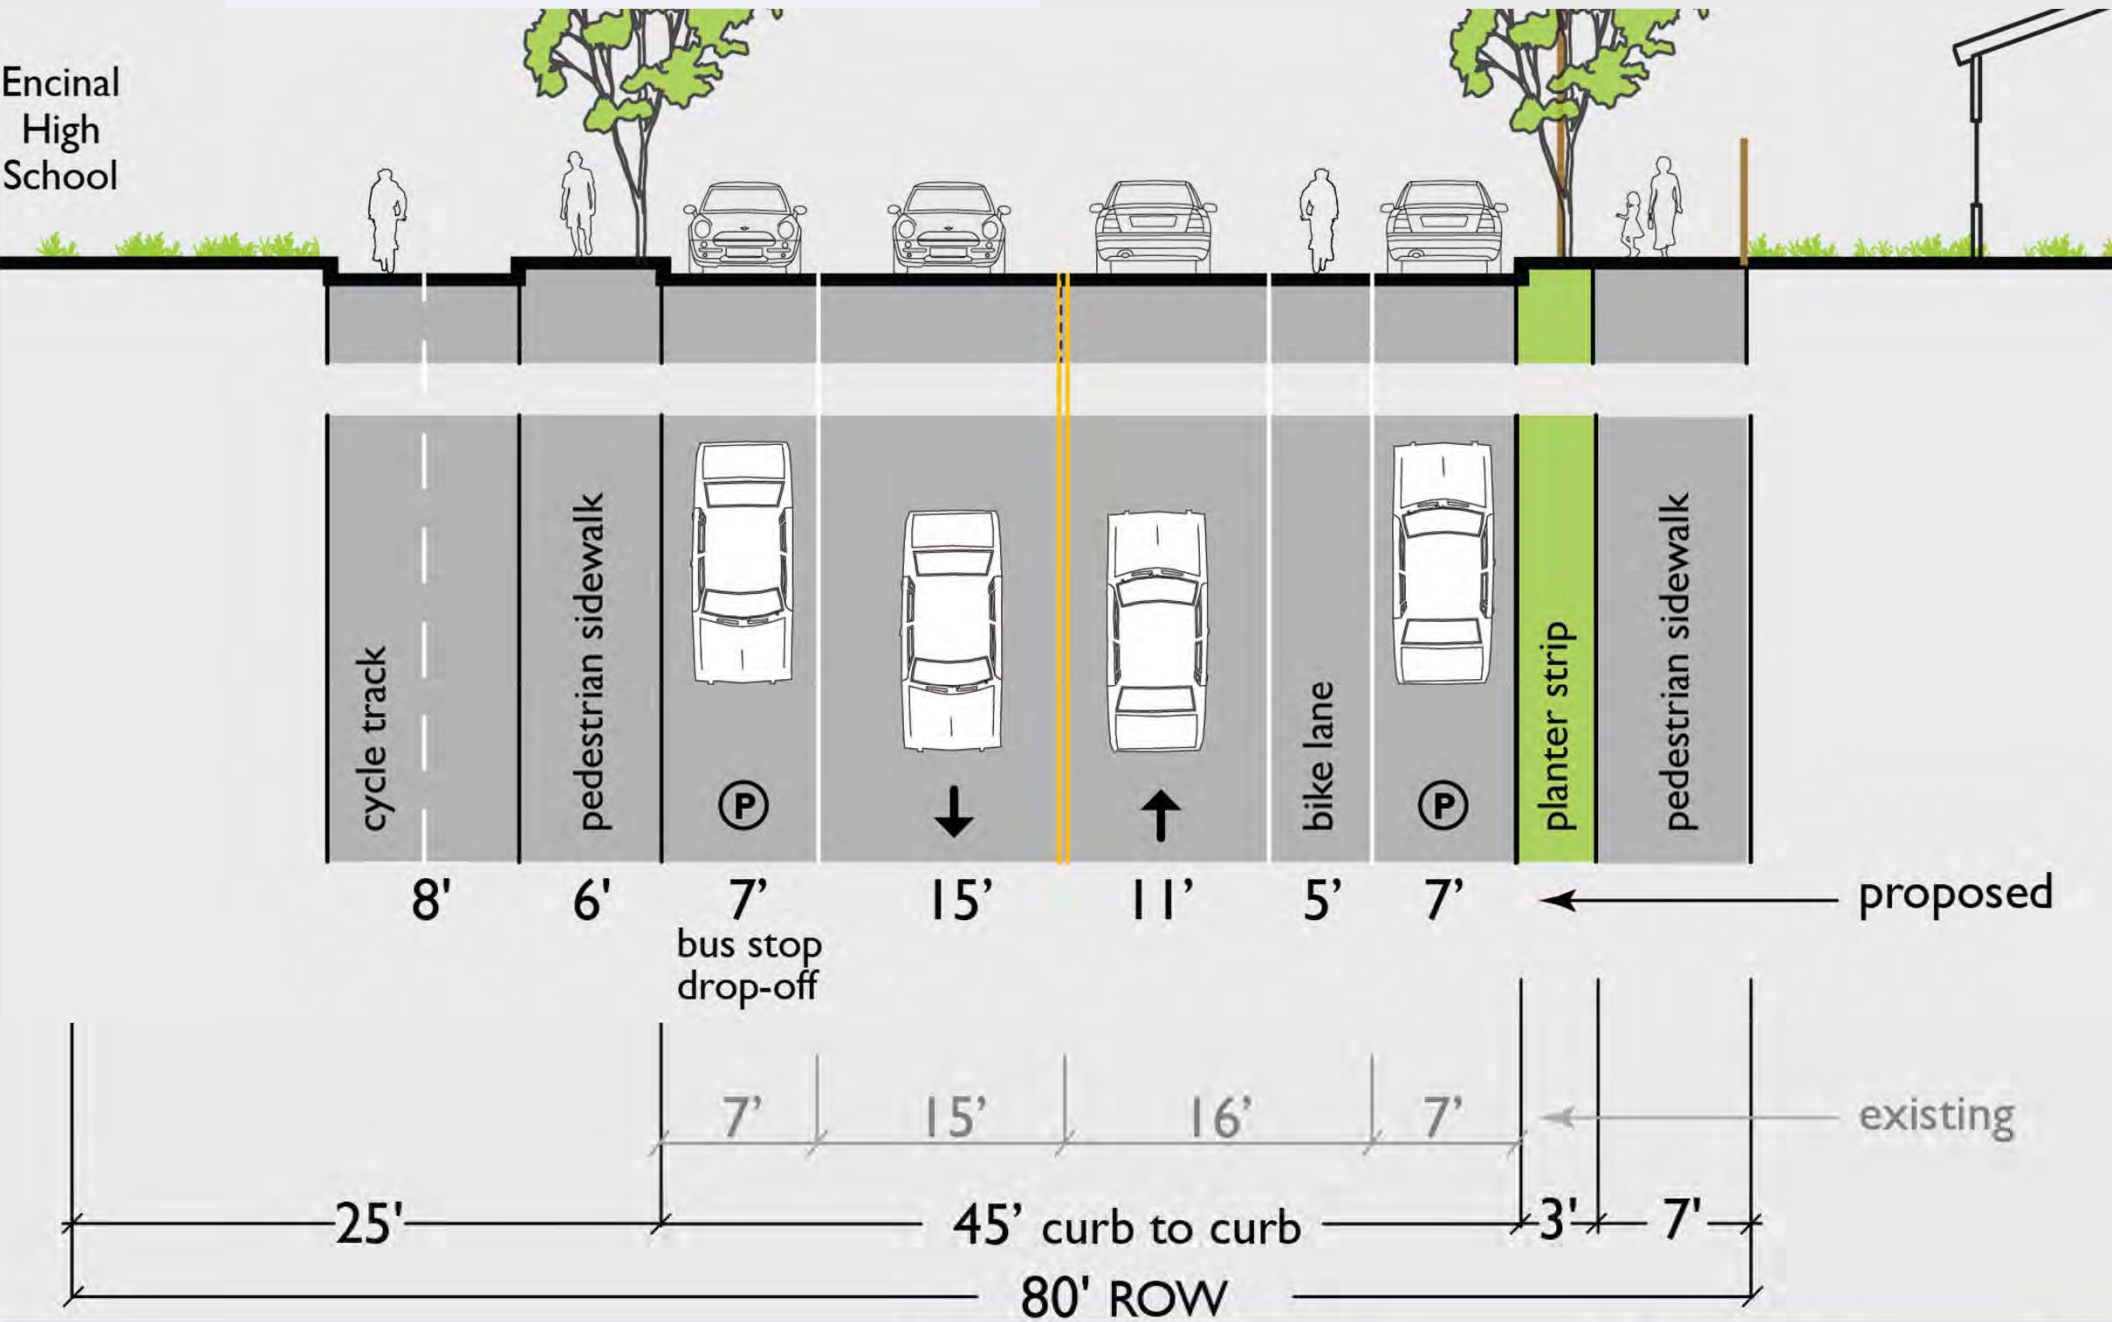 Encinal
High
School
cycle track
pedestrian sidewalk
P
bike lane
P
planter strip
pedestrian sidewalk
8' 6' 7’ 15’ 11’ 5’ 7’ proposed
bus stop
drop-off
7’ 15’ 16’ 7’ existing
25' 45’ curb to curb 3' 7'
80' ROW